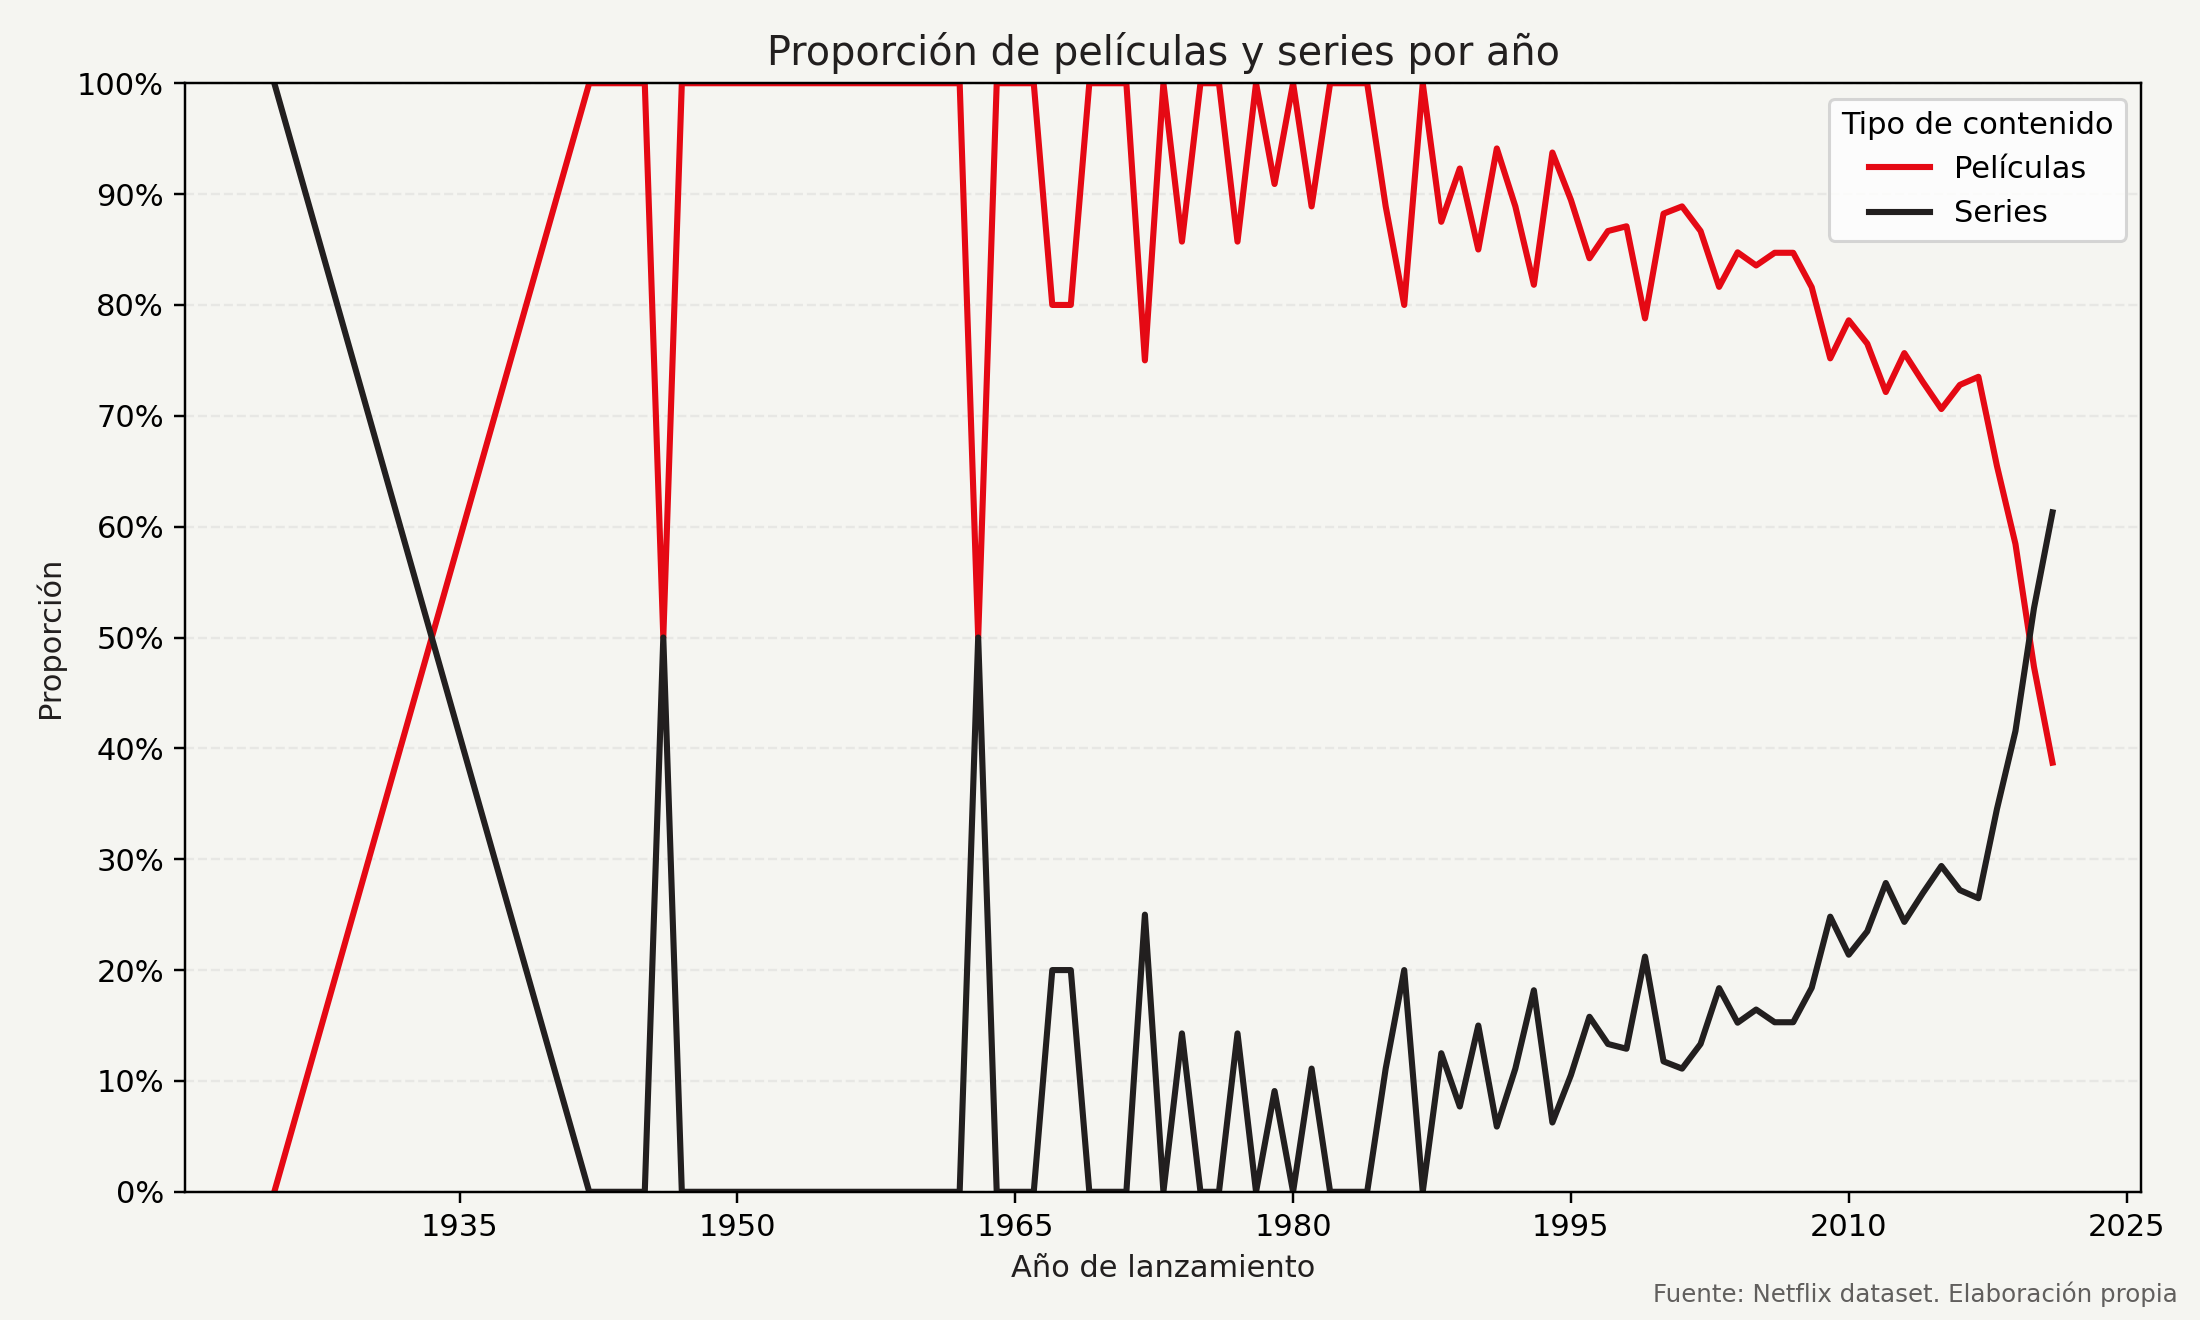 Proporción de películas y series por año
100%
90%
80%
70%
60%
50%
40%
30%
20%
10%
0%
Proporción
Tipo de contenido
Películas
Series
1935
1950
1965
1980
1995
2010
2025
Año de lanzamiento
Fuente: Netflix dataset. Elaboración propia